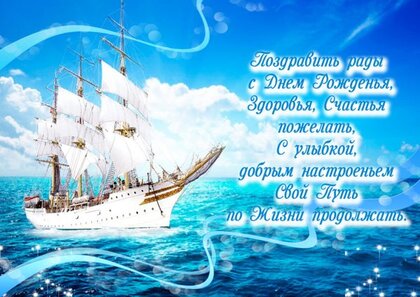 Поздравить рады
с Днем Рожденья,
Здоровья, Счастья
пожелать,
С улыбкой,
добрым настроеньем
Свой Путь
по Жизни продолжать.